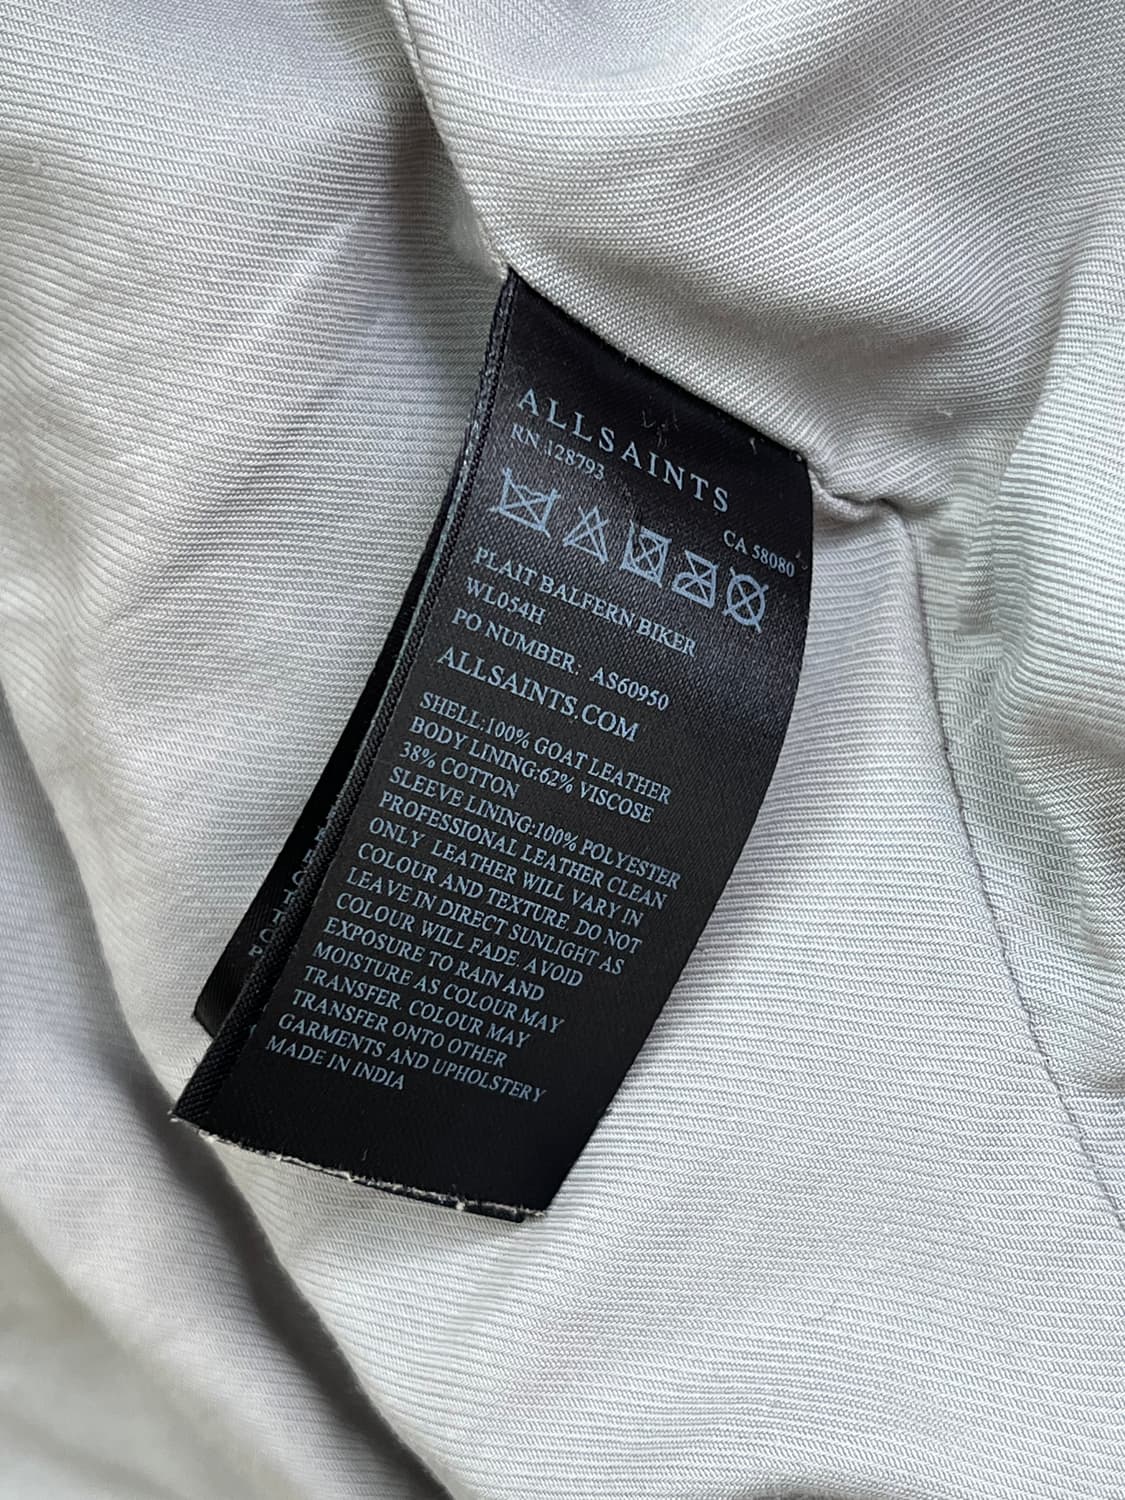 ALLSAINTS
RN 128793
CA 58080
PLAIT BALFERN BIKER
WL054H
PO NUMBER: AS60950
ALLSAINTS.COM
SHELL:100% GOAT LEATHER
BODY LINING:62% VISCOSE
38% COTTON
SLEEVE LINING:100% POLYESTER
PROFESSIONAL LEATHER CLEAN
ONLY LEATHER WILL VARY IN
COLOUR AND TEXTURE. DO NOT
LEAVE IN DIRECT SUNLIGHT AS
COLOUR WILL FADE. AVOID
EXPOSURE TO RAIN AND
MOISTURE AS COLOUR MAY
TRANSFER COLOUR MAY
TRANSFER ONTO OTHER
GARMENTS AND UPHOLSTERY
MADE IN INDIA